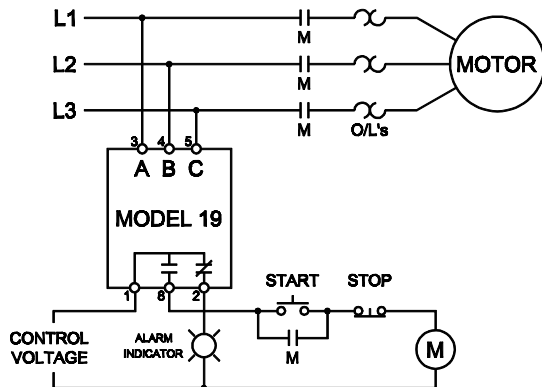 L1
M
L2
M
MOTOR
L3
M
O/L's
3 4 5
A B C
MODEL 19
1 8 2
START STOP
CONTROL
VOLTAGE
ALARM
INDICATOR
M
M